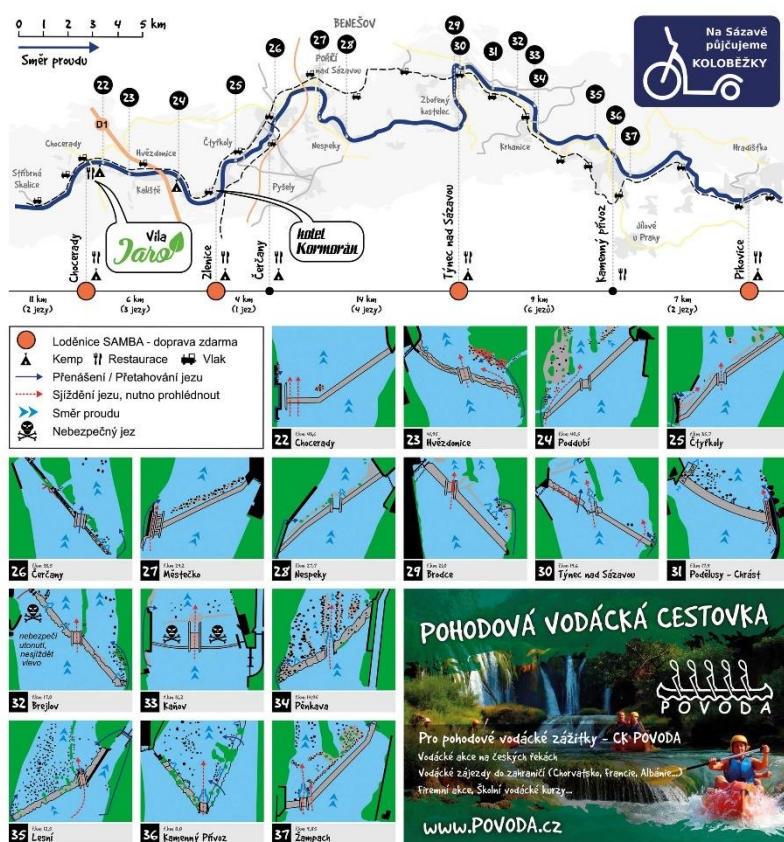 0 1 2 3 4 5 km
Směr proudu
BENEŠOV
Na Sázavě
půjčujeme
KOLOBĚŽKY
22
23
24
25
26
27
28
29
30
31
32
33
34
35
36
37
D1
Stříbrná
Skalice
Chocerady
Hvězdonice
Kaliště
Čtyřkoly
Poříčí
nad Sázavou
Nespeky
Pyšely
Zbořený
kostelec
Krhanice
Jílové
u Prahy
Hradištko
Vila
Jaro
hotel
Kormorán
Chocerady
Zlenice
Čerčany
Týnec nad Sázavou
Kamenný přívoz
Pikovice
11 km
(2 jezy)
6 km
(3 jezy)
4 km
(1 jez)
14 km
(4 jezy)
9 km
(6 jezů)
7 km
(2 jezy)
Loděnice SAMBA - doprava zdarma
Kemp Restaurace Vlak
Přenášení / Přetahování jezu
Sjíždění jezu, nutno prohlédnout
Směr proudu
Nebezpečný jez
22 Chocerady
23 Hvězdonice
24 Poddubí
25 Čtyřkoly
26 Čerčany
27 Městečko
28 Nespeky
29 Brodce
30 Týnec nad Sázavou
31 Podělusy - Chrást
nebezpečí
utonutí,
nesjíždět
vlevo
32 Brejlov
33 Kaňov
34 Pěnkava
35 Lesní
36 Kamenný Přívoz
37 Žampach
POHODOVÁ VODÁCKÁ CESTOVKA
POVODA
Pro pohodové vodácké zážitky - CK POVODA
Vodácké akce na českých řekách
Vodácké zájezdy do zahraničí (Chorvatsko, Francie, Albánie...)
Firemní akce, Školní vodácké kurzy...
www.POVODA.cz